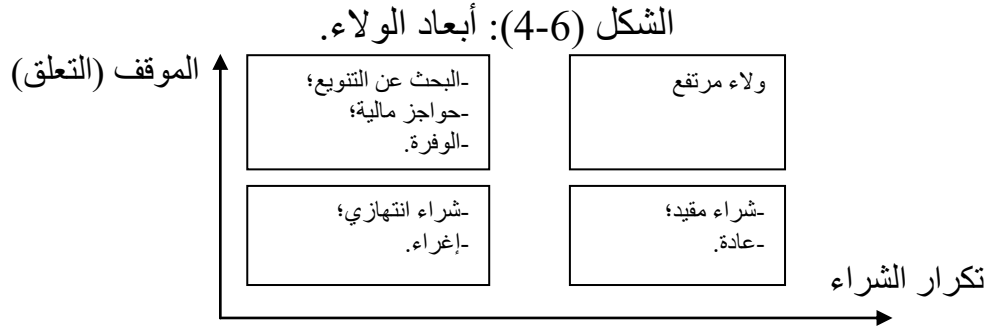 الشكل (4-6): أبعاد الولاء.
الموقف (التعلق)
ولاء مرتفع
-البحث عن التنويع؛
-حواجز مالية؛
-الوفرة.
-شراء مقيد؛
-عادة.
-شراء انتهازي؛
-إغراء.
تكرار الشراء